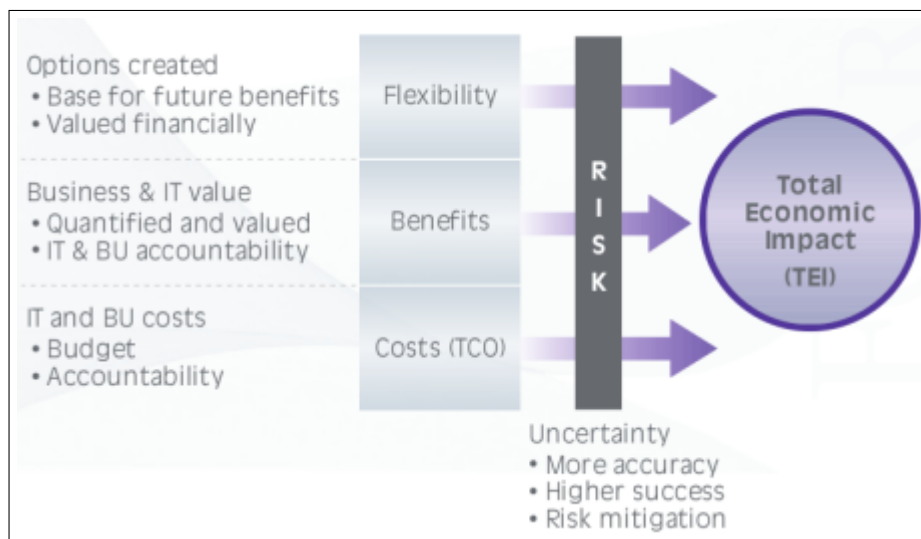 Options created
• Base for future benefits
• Valued financially
Flexibility
Business & IT value
• Quantified and valued
• IT & BU accountability
Benefits
IT and BU costs
• Budget
• Accountability
Costs (TCO)
RISK
Uncertainty
• More accuracy
• Higher success
• Risk mitigation
Total
Economic
Impact
(TEI)